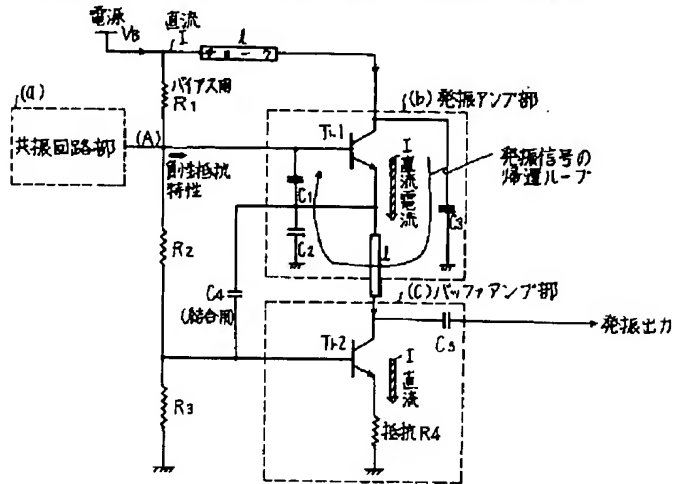 電源
VB
直流
I
l
チョーク
バイアス用
R1
(a)
共振回路部
(A)
負性抵抗
特性
(b) 発振アンプ部
Tr1
I
直流電流
発振信号の
帰還ループ
C1
C2
C3
R2
C4
(結合用)
l
(C) バッファアンプ部
Tr2
C5
発振出力
I
直流
R3
抵抗R4